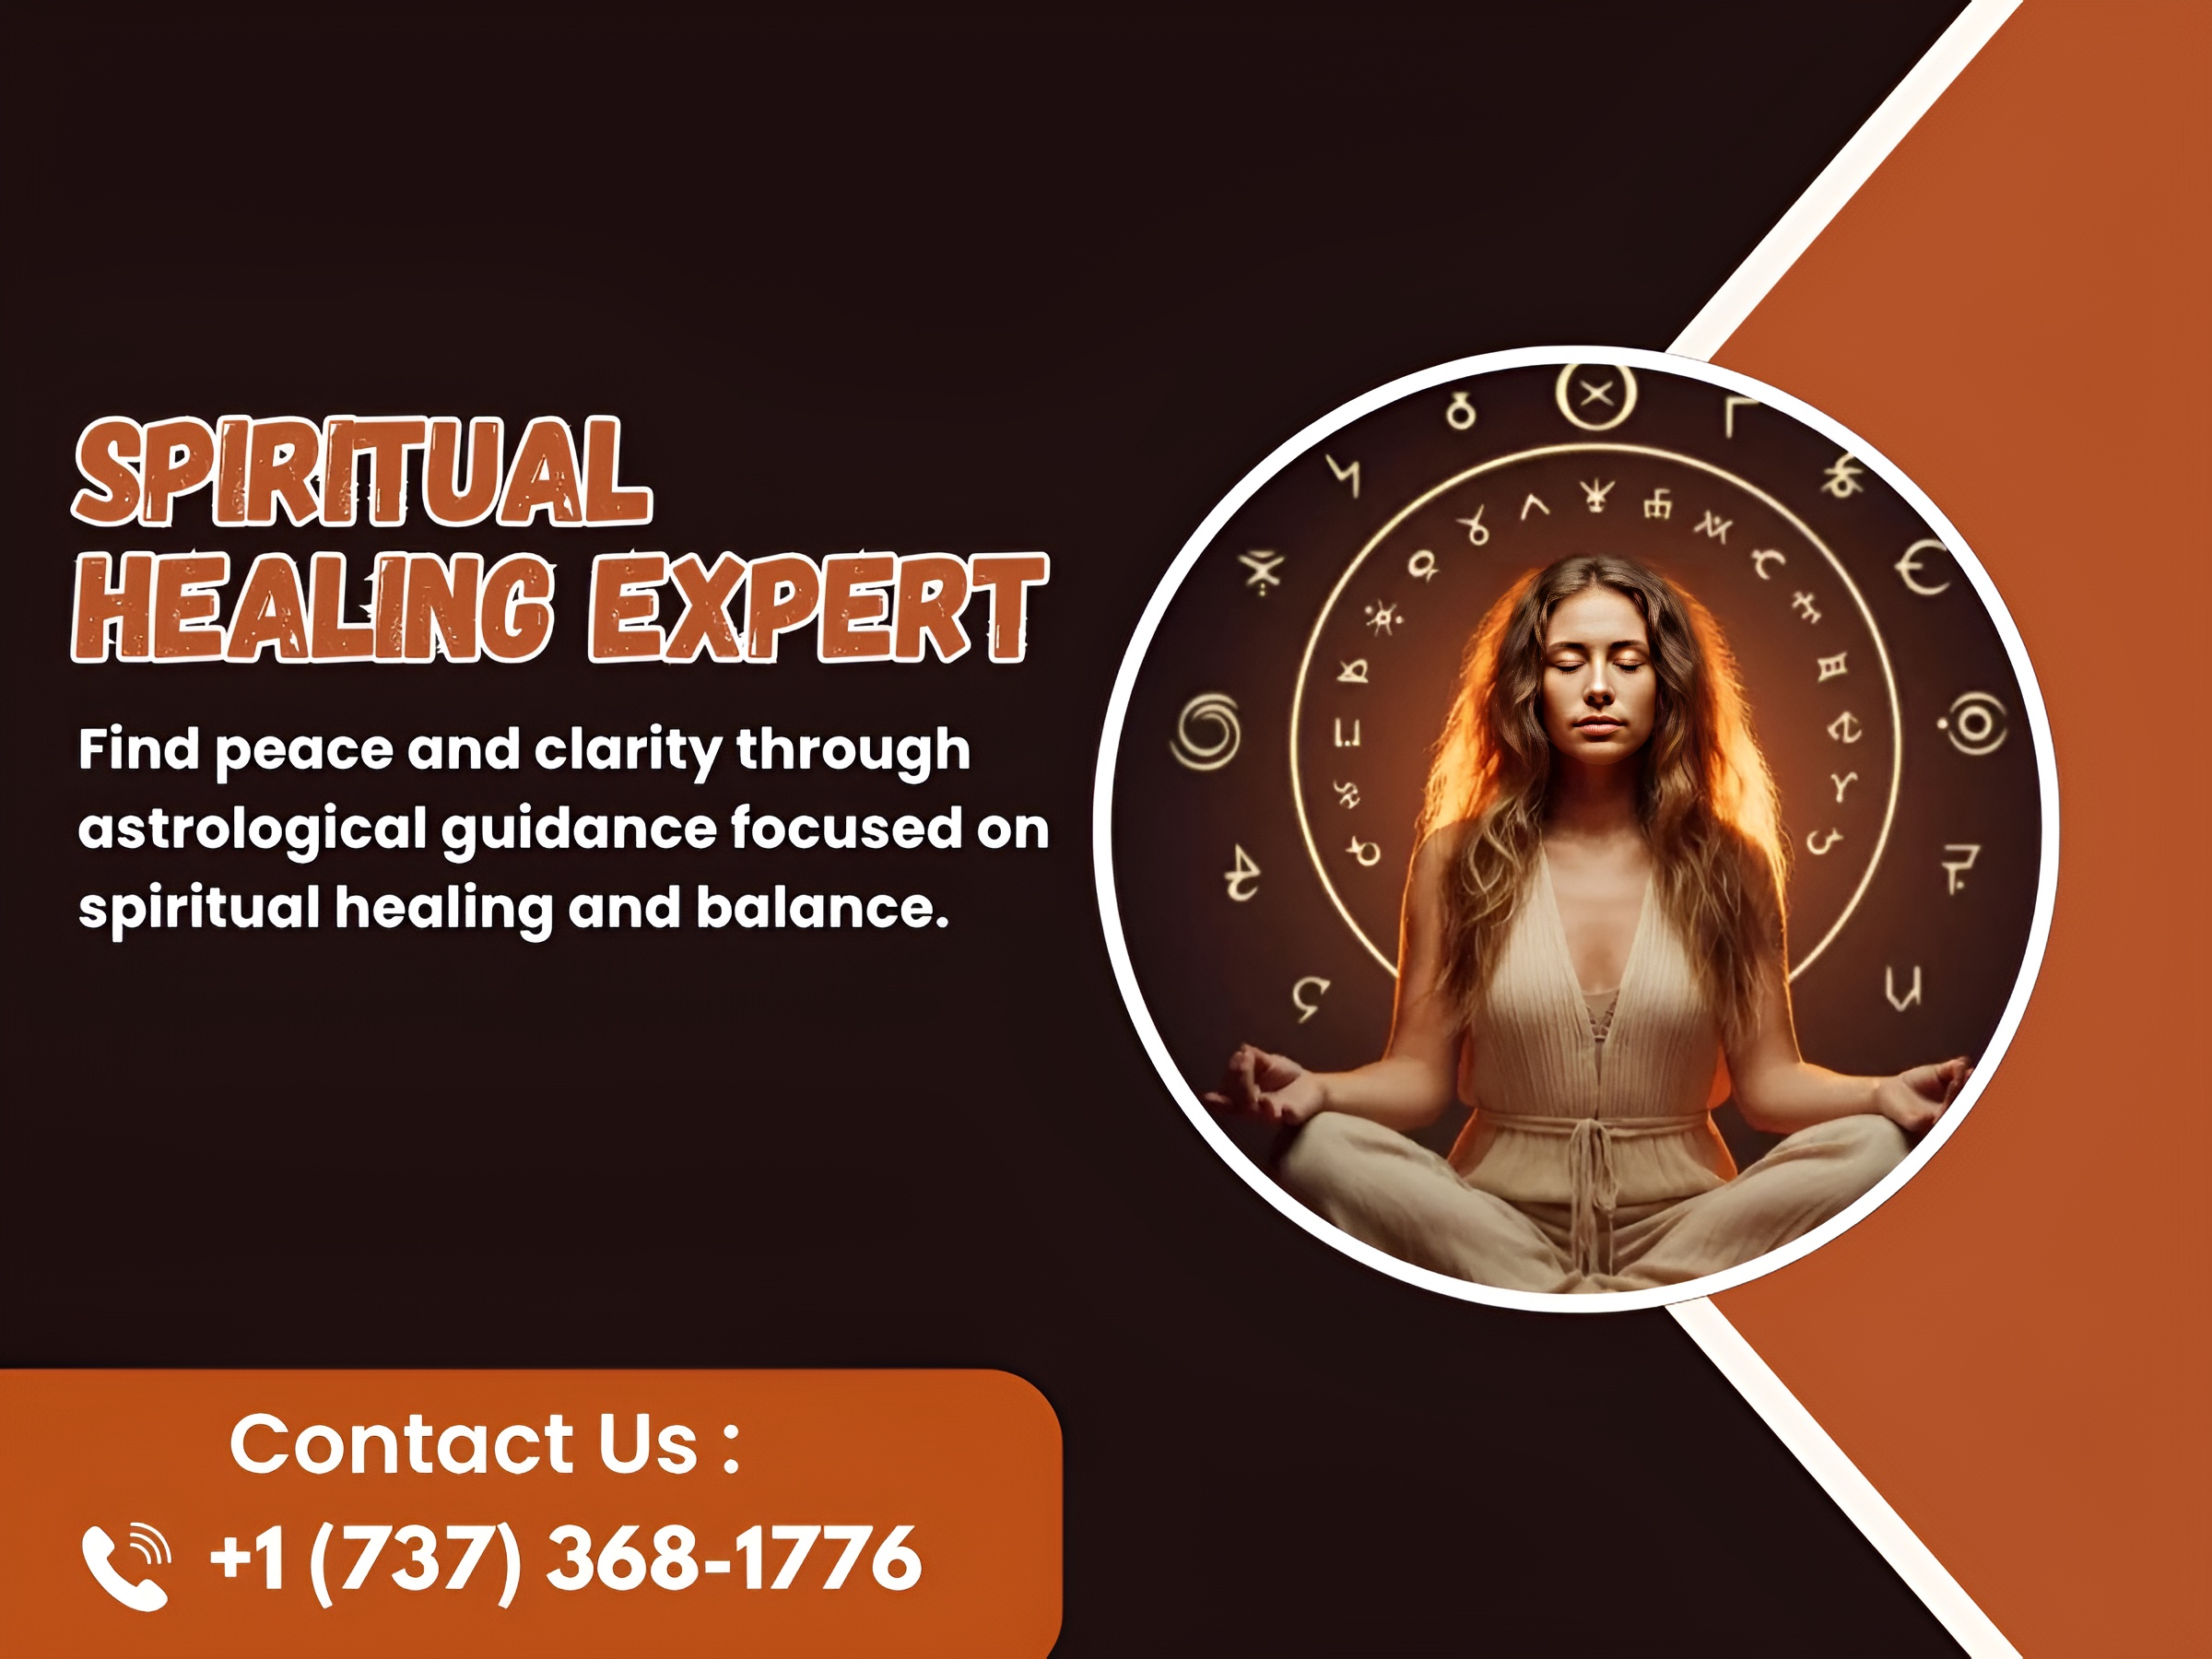 SPIRITUAL
HEALING EXPERT
Find peace and clarity through
astrological guidance focused on
spiritual healing and balance.
Contact Us :
+1 (737) 368-1776